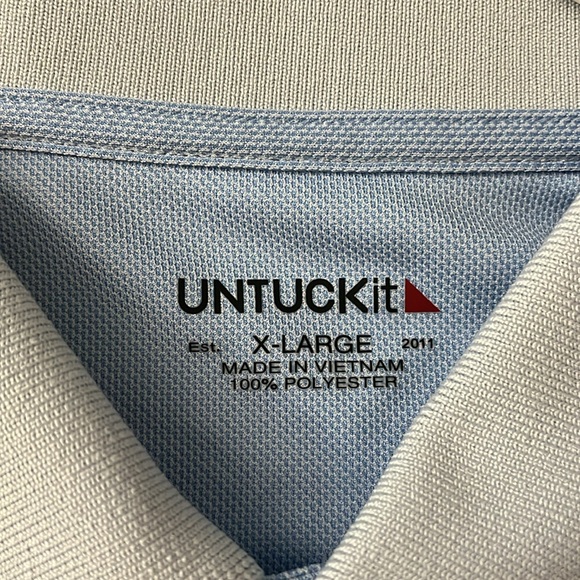 UNTUCKit
Est. X-LARGE 2011
MADE IN VIETNAM
100% POLYESTER